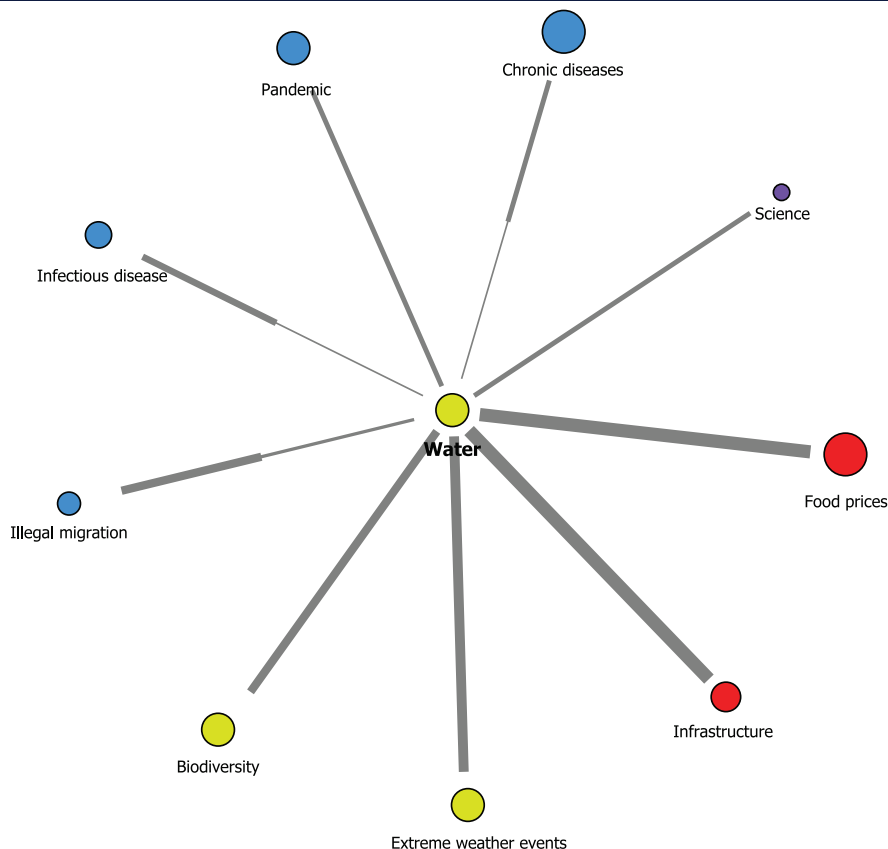 Chronic diseases
Pandemic
Science
Infectious disease
Water
Food prices
Illegal migration
Infrastructure
Biodiversity
Extreme weather events